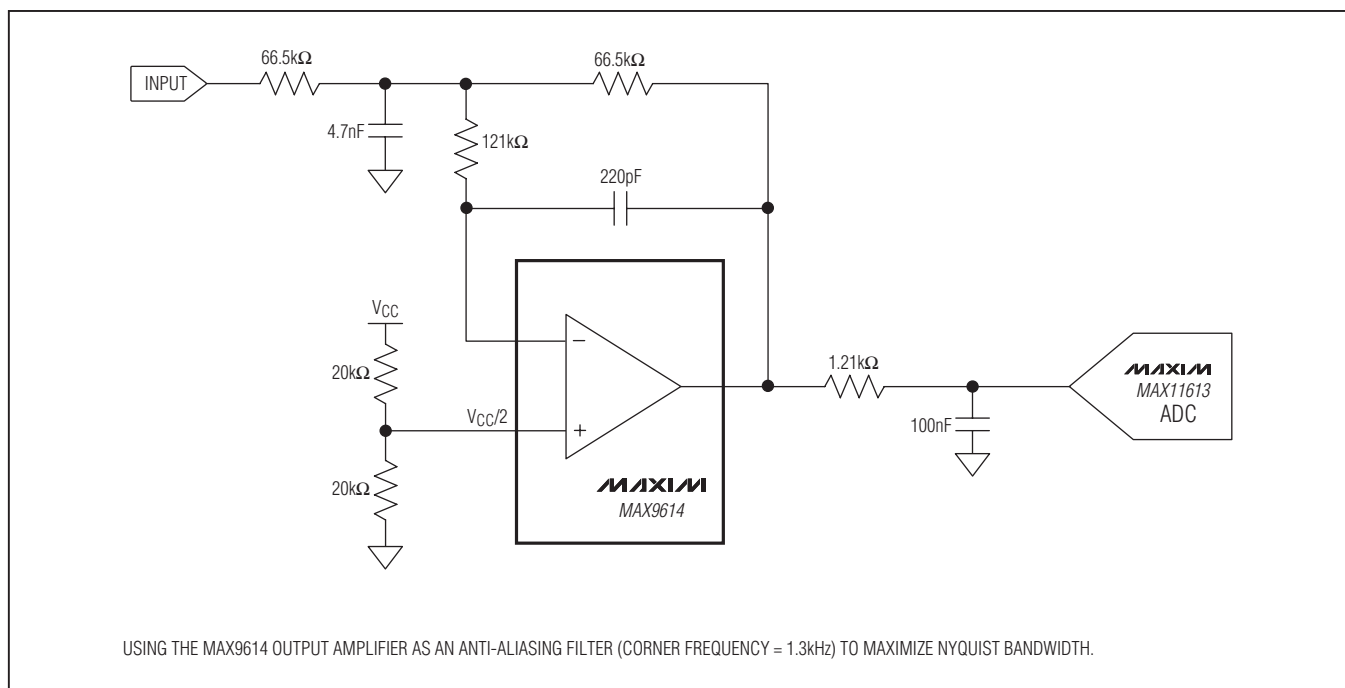 66.5kΩ
66.5kΩ
INPUT
4.7nF
121kΩ
220pF
VCC
20kΩ
VCC/2
20kΩ
−
+
MAXIM
MAX9614
1.21kΩ
100nF
MAXIM
MAX11613
ADC
USING THE MAX9614 OUTPUT AMPLIFIER AS AN ANTI-ALIASING FILTER (CORNER FREQUENCY = 1.3kHz) TO MAXIMIZE NYQUIST BANDWIDTH.